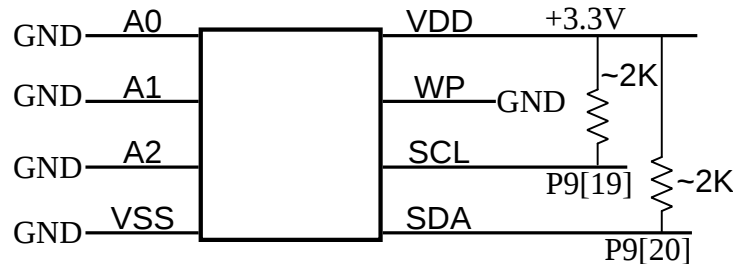 GND A0 VDD +3.3V
~2K
GND A1 WP GND
GND A2 SCL
P9[19] ~2K
GND VSS SDA
P9[20]